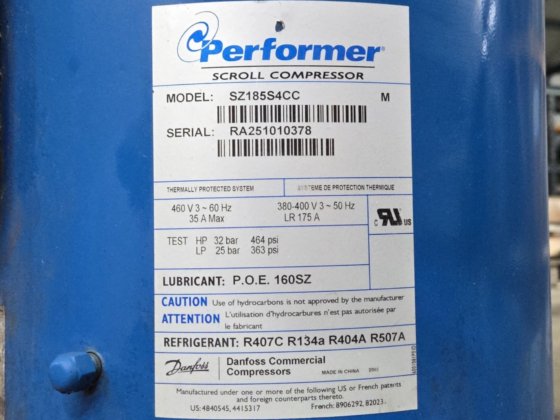 Performer
SCROLL COMPRESSOR
MODEL: SZ185S4CC M
SERIAL: RA251010378
THERMALLY PROTECTED SYSTEM SYSTEME DE PROTECTION THERMIQUE
460 V 3 ~ 60 Hz 380-400 V 3 ~ 50 Hz
35 A Max LR 175 A
c RU US
TEST HP 32 bar 464 psi
LP 25 bar 363 psi
LUBRICANT: P.O.E. 160SZ
CAUTION Use of hydrocarbons is not approved by the manufacturer
ATTENTION L'utilisation d'hydrocarbures n'est pas autorisée par
le fabricant
REFRIGERANT: R407C R134a R404A R507A
Danfoss Danfoss Commercial
Compressors MADE IN CHINA
Manufactured under one or more of the following US or French patents
and foreign counterparts thereto.
US: 4840545, 4415317 French: 8906292, 82023.